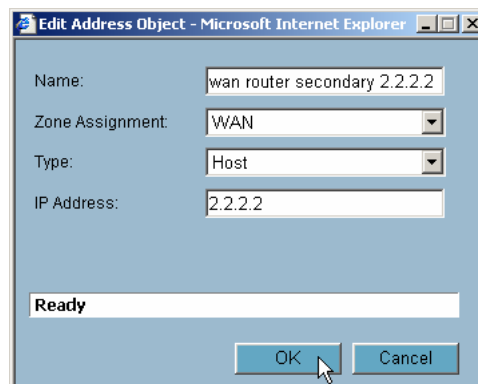 Edit Address Object - Microsoft Internet Explorer
Name: wan router secondary 2.2.2.2
Zone Assignment: WAN
Type: Host
IP Address: 2.2.2.2
Ready
OK Cancel